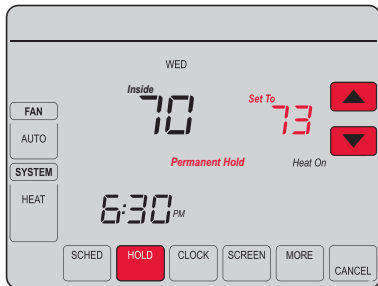 WED
Inside
70
Set To
73
FAN
AUTO
Permanent Hold
Heat On
SYSTEM
HEAT
6:30 PM
SCHED HOLD CLOCK SCREEN MORE CANCEL